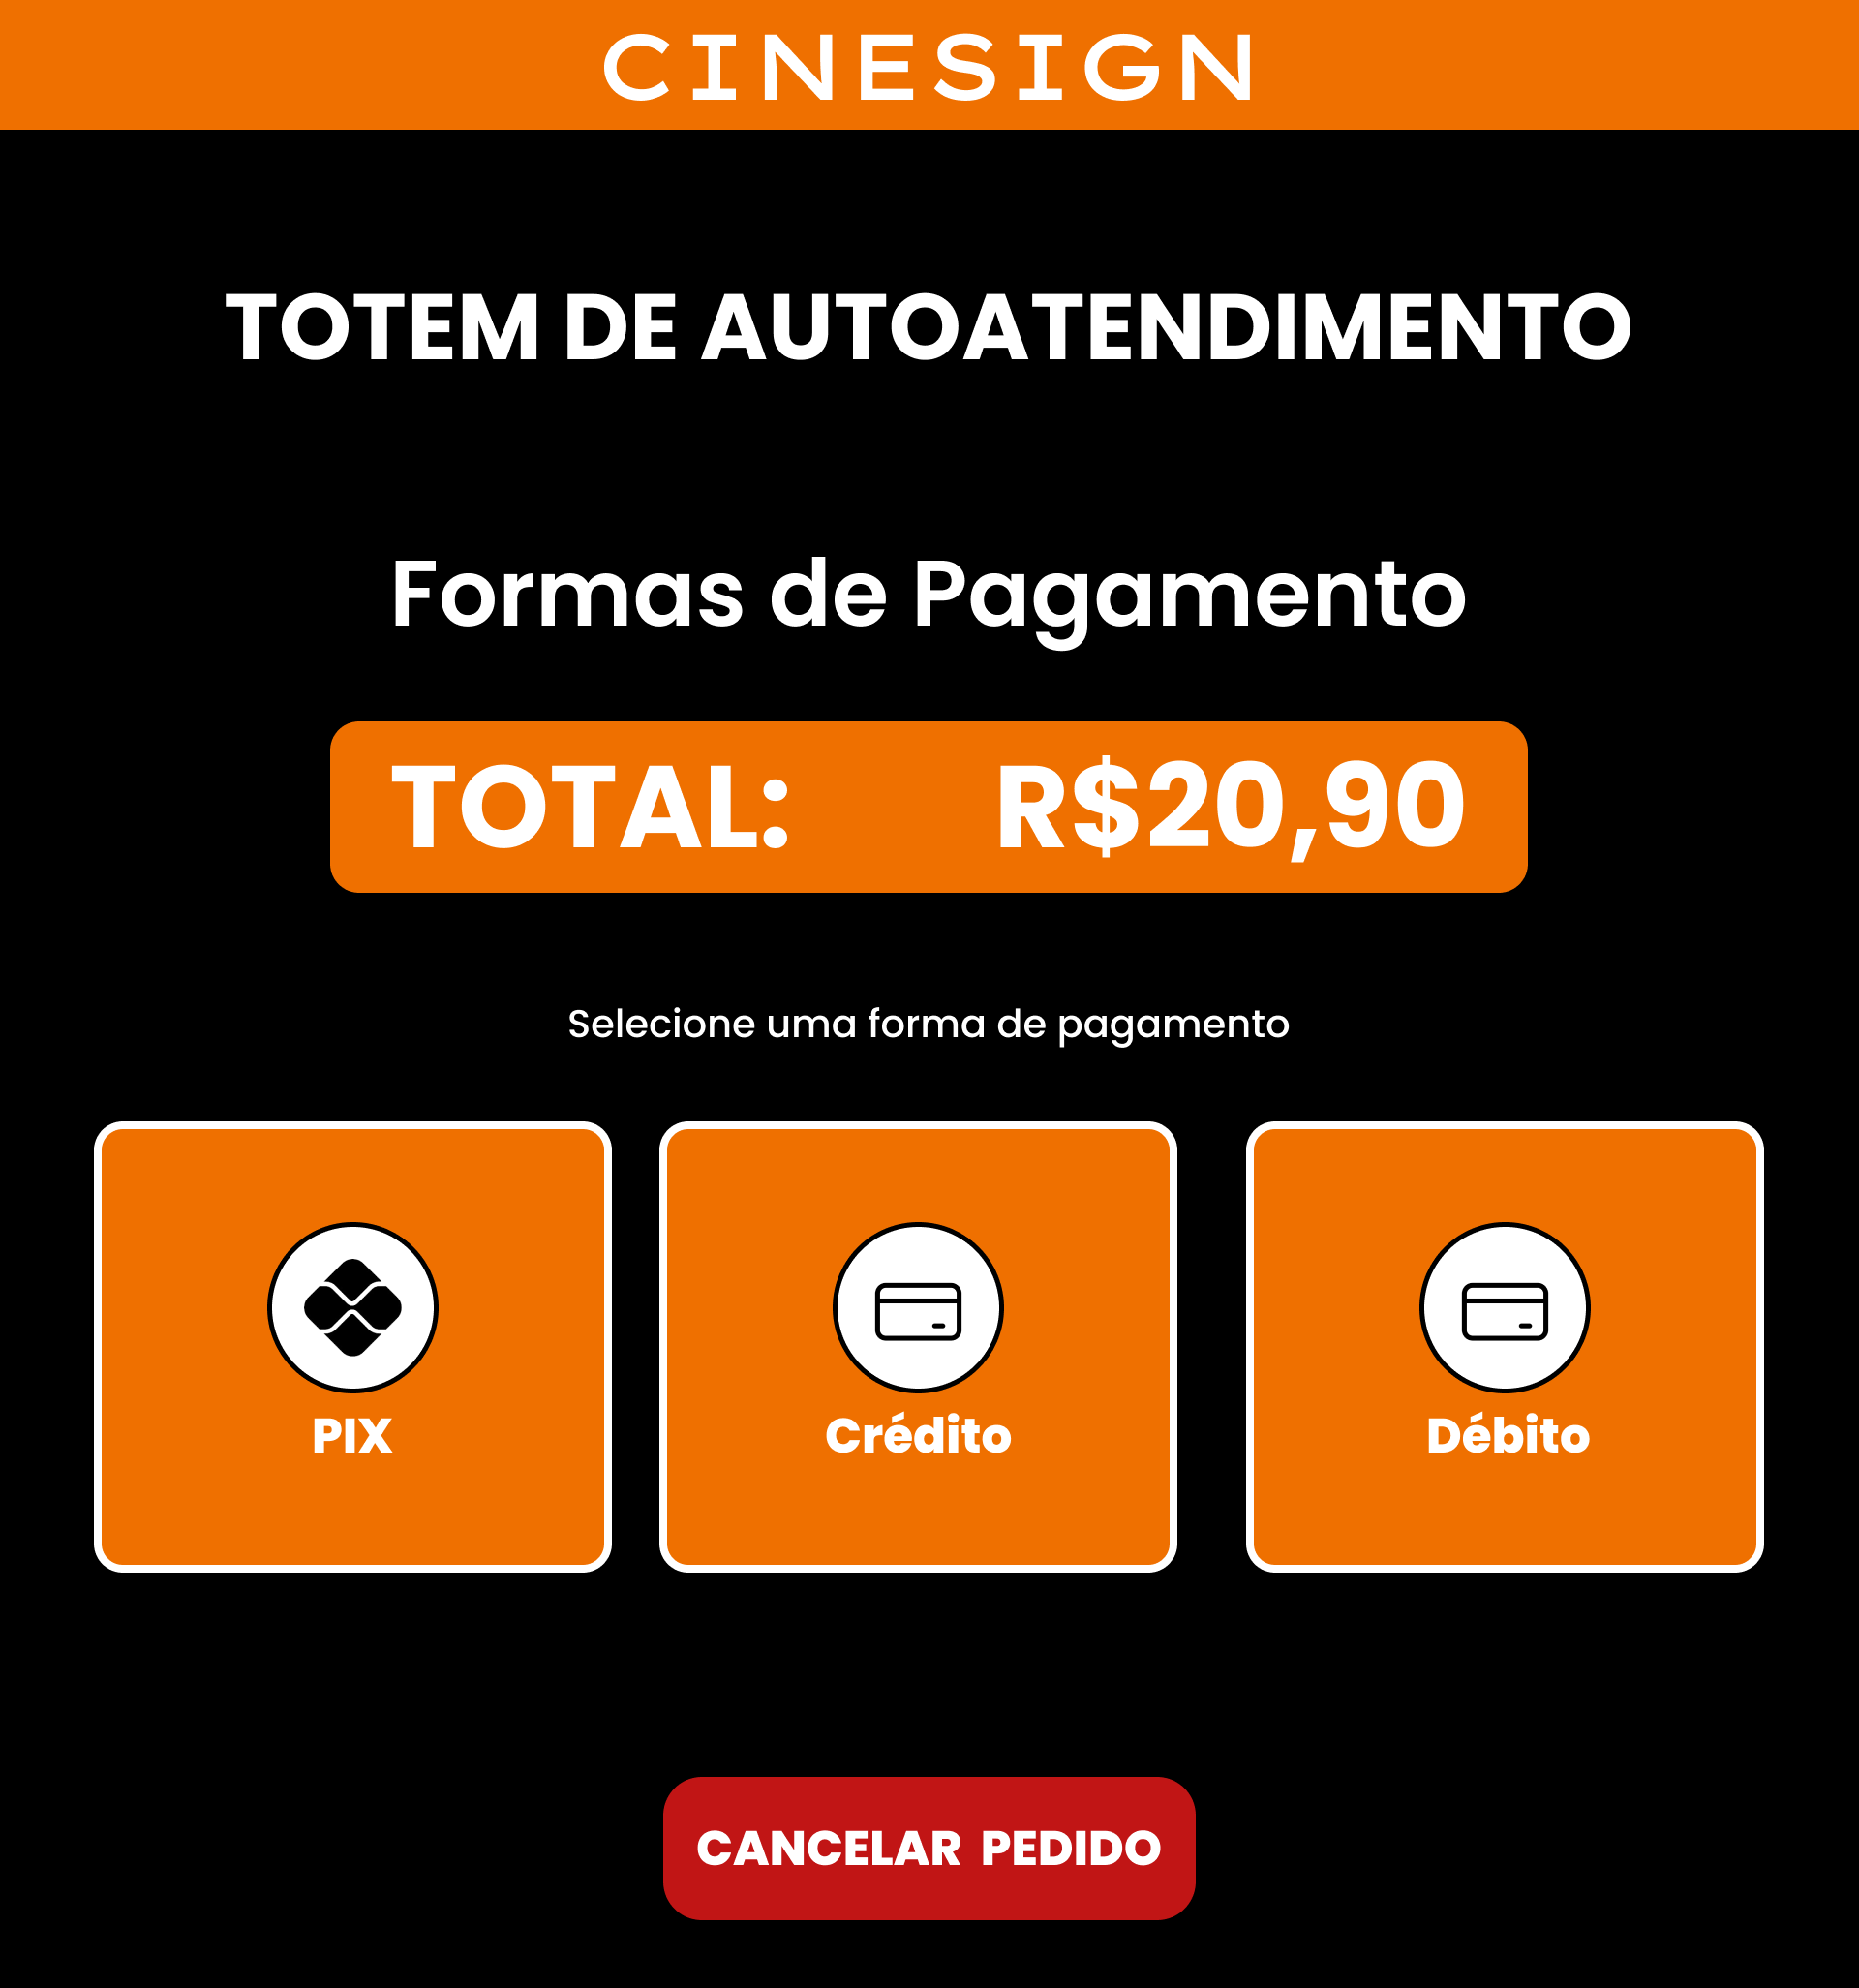 CINESIGN
TOTEM DE AUTOATENDIMENTO
Formas de Pagamento
TOTAL: R$20,90
Selecione uma forma de pagamento
PIX Crédito Débito
CANCELAR PEDIDO